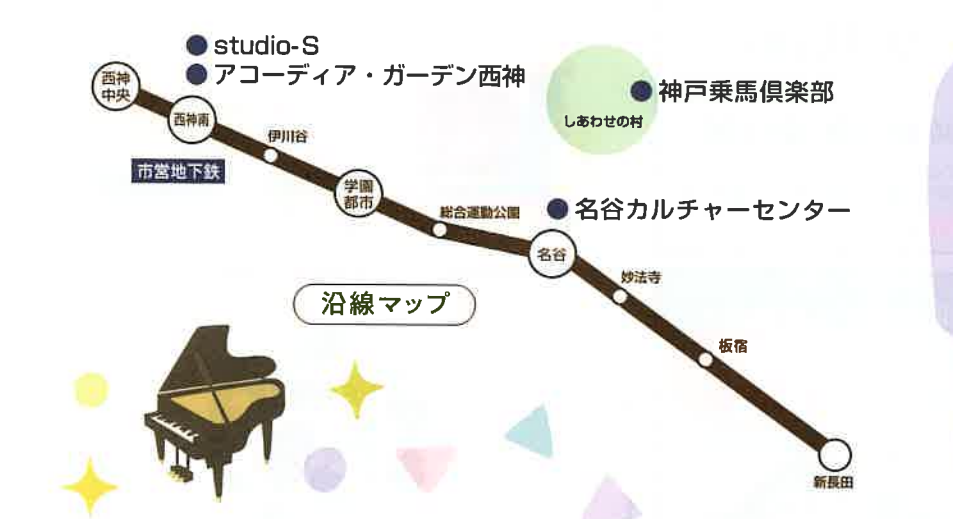 studio-S
アコーディア・ガーデン西神
西神
中央
西神南
伊川谷
市営地下鉄
学園
都市
総合運動公園
名谷
名谷カルチャーセンター
神戸乗馬倶楽部
しあわせの村
沿線マップ
妙法寺
板宿
新長田